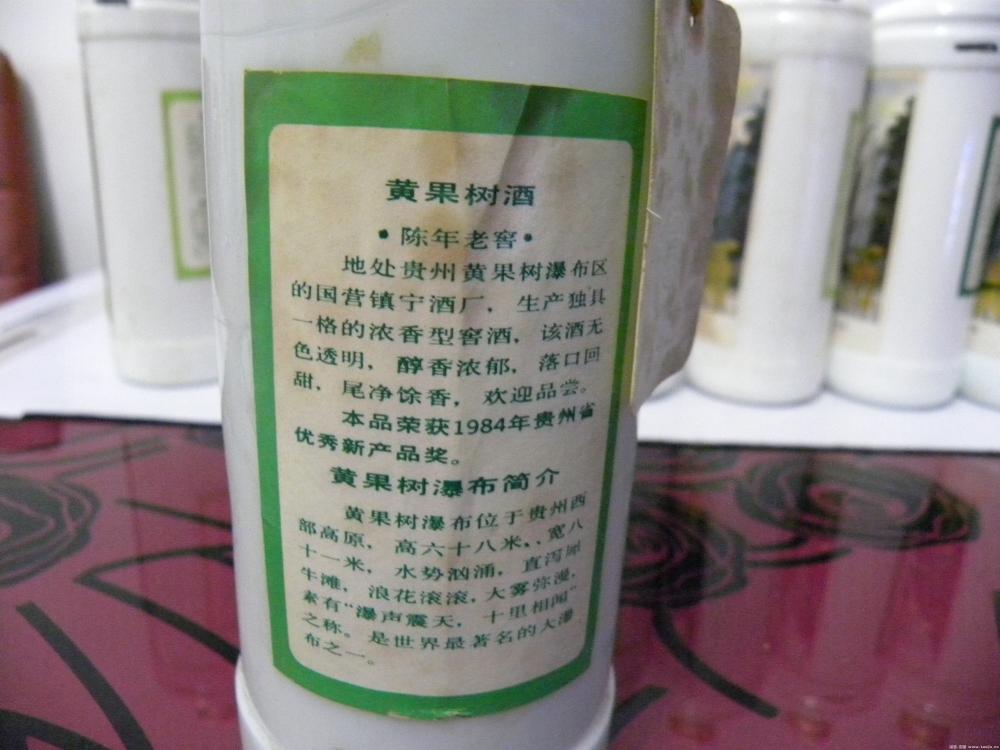 黄果树酒
•陈年老窖•
地处贵州黄果树瀑布区
的国营镇宁酒厂，生产独具
一格的浓香型窖酒，该酒无
色透明，醇香浓郁，落口回
甜，尾净馀香，欢迎品尝。
本品荣获1984年贵州省
优秀新产品奖。
黄果树瀑布简介
黄果树瀑布位于贵州西
部高原，高六十八米，宽八
十一米，水势汹涌，直泻犀
牛滩，浪花滚滚，大雾弥漫，
素有“瀑声震天，十里相闻”
之称。是世界最著名的大瀑
布之一。